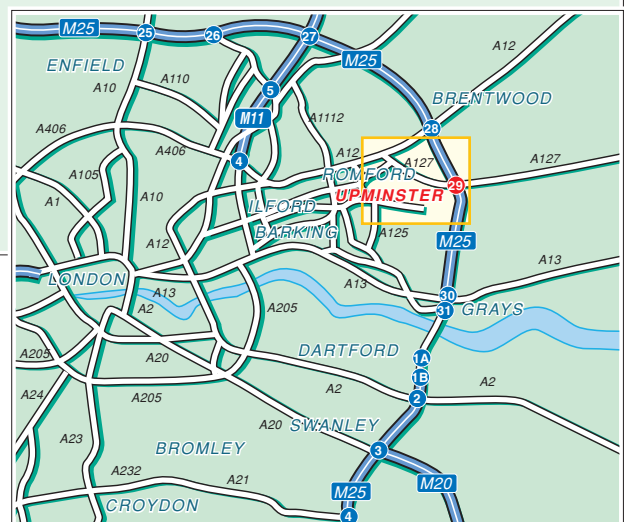 M25
25
26
27
M25
A12
ENFIELD
A10
A110
5
A1112
BRENTWOOD
M11
28
A406
A406
4
A12
A127
A127
ROMFORD
A105
A10
29
UPMINSTER
A1
ILFORD
BARKING
A125
M25
A12
A13
LONDON
A13
A13
30
A2
A205
31
GRAYS
A205
A20
DARTFORD
1A
1B
A24
A205
A2
A2
2
A20
SWANLEY
A23
BROMLEY
3
A232
A21
M20
M25
CROYDON
4